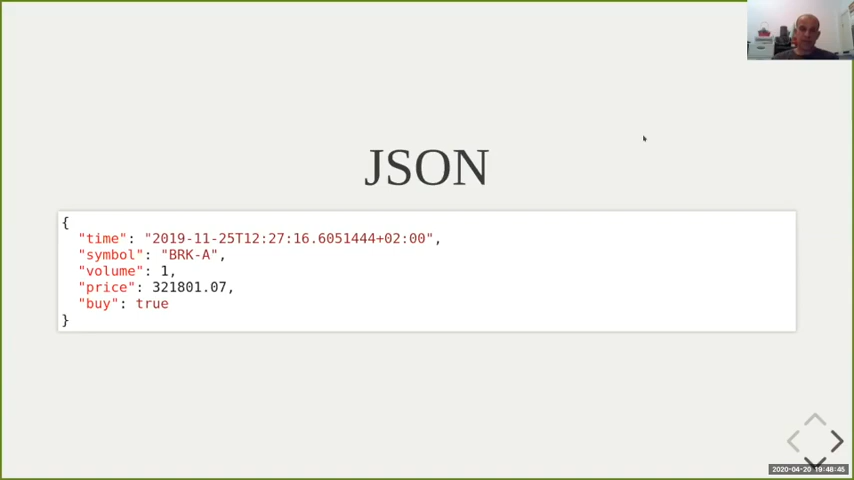 JSON
{
"time": "2019-11-25T12:27:16.6051444+02:00",
"symbol": "BRK-A",
"volume": 1,
"price": 321801.07,
"buy": true
}
2020-04-20 19:48:45